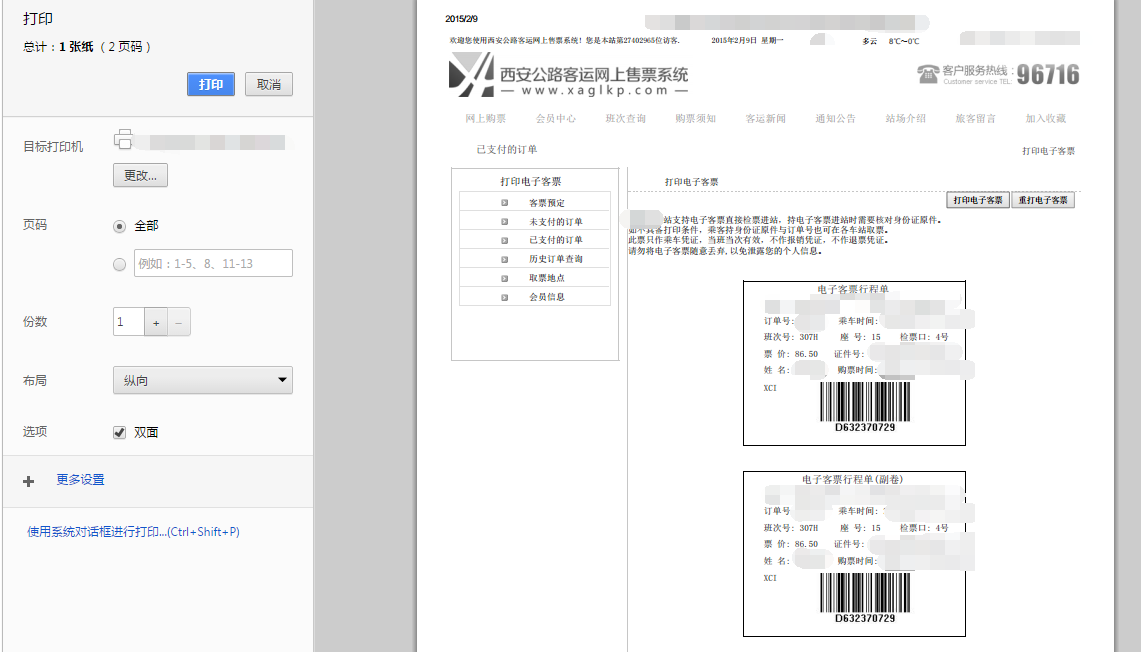 打印
总计：1 张纸（ 2 页码 ）
打印 取消
目标打印机
更改...
页码 全部
例如：1-5、8、11-13
份数 1 + −
布局 纵向
选项 双面
更多设置
使用系统对话框进行打印...(Ctrl+Shift+P)
2015/2/9
欢迎您使用西安公路客运网上售票系统！您是本站第27402965位访客. 2015年2月9日 星期一 多云 8℃~0℃
西安公路客运网上售票系统
www.xaglkp.com
客户服务热线：
Customer service TEL:
96716
网上购票 会员中心 班次查询 购票须知 客运新闻 通知公告 站场介绍 旅客留言 加入收藏
已支付的订单 打印电子客票
打印电子客票
客票预定
未支付的订单
已支付的订单
历史订单查询
取票地点
会员信息
打印电子客票
打印电子客票 重打电子客票
站支持电子客票直接检票进站，持电子客票进站时需要核对身份证原件。
如不具备打印条件，乘客持身份证原件与订单号也可在各车站取票。
此票只作乘车凭证，当班当次有效，不作报销凭证，不作退票凭证。
请勿将电子客票随意丢弃,以免泄露您的个人信息。
电子客票行程单
订单号: 乘车时间:
班次号: 307H 座 号: 15 检票口: 4号
票 价: 86.50 证件号:
姓 名: 购票时间:
XCI
D632370729
电子客票行程单(副卷)
订单号 乘车时间:
班次号: 307H 座 号: 15 检票口: 4号
票 价: 86.50 证件号:
姓 名: 购票时间:
XCI
D632370729